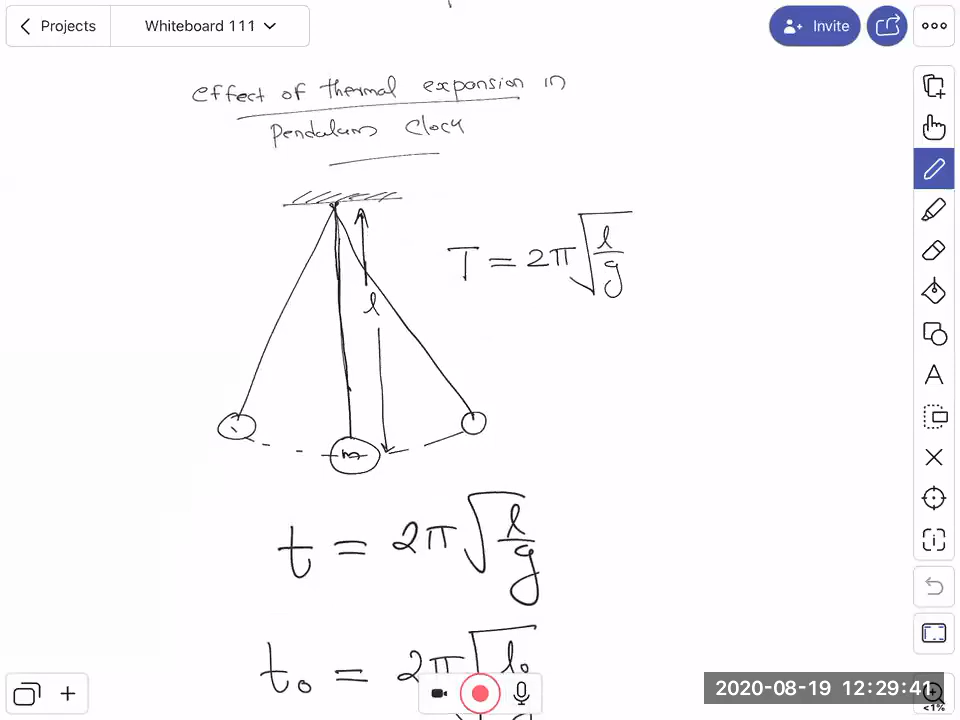 Projects
Whiteboard 111
Invite
effect of thermal expansion in
Pendulum Clock
T = 2π√(l/g)
l
m
t = 2π√(l/g)
t₀ = 2π√l₀
2020-08-19 12:29:41
<1%